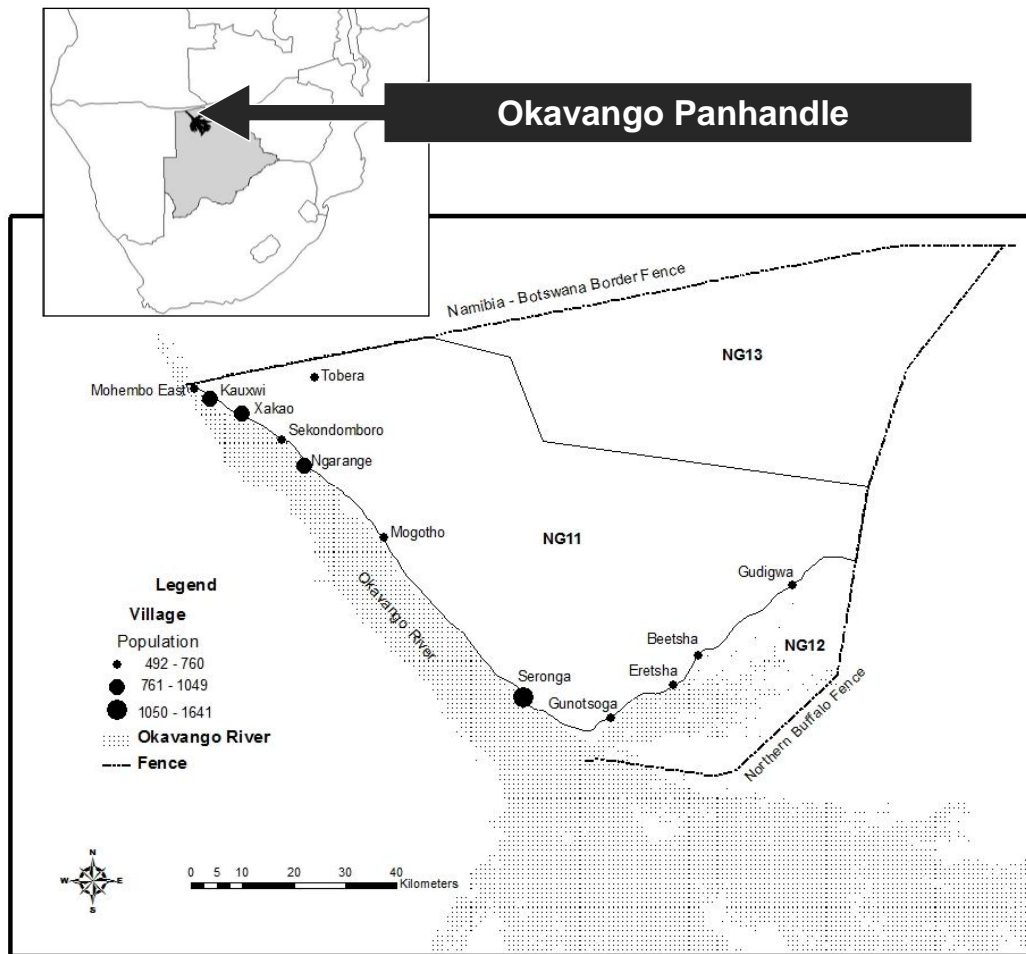 Okavango Panhandle
Namibia - Botswana Border Fence
NG13
Tobera
Mohembo East
Kauxwi
Xakao
Sekondomboro
Ngarange
Mogotho
NG11
Gudigwa
Okavango River
Beetsha
NG12
Eretsha
Seronga
Gunotsoga
Northern Buffalo Fence
Legend
Village
Population
492 - 760
761 - 1049
1050 - 1641
Okavango River
Fence
N
W E
S
0 5 10 20 30 40
Kilometers